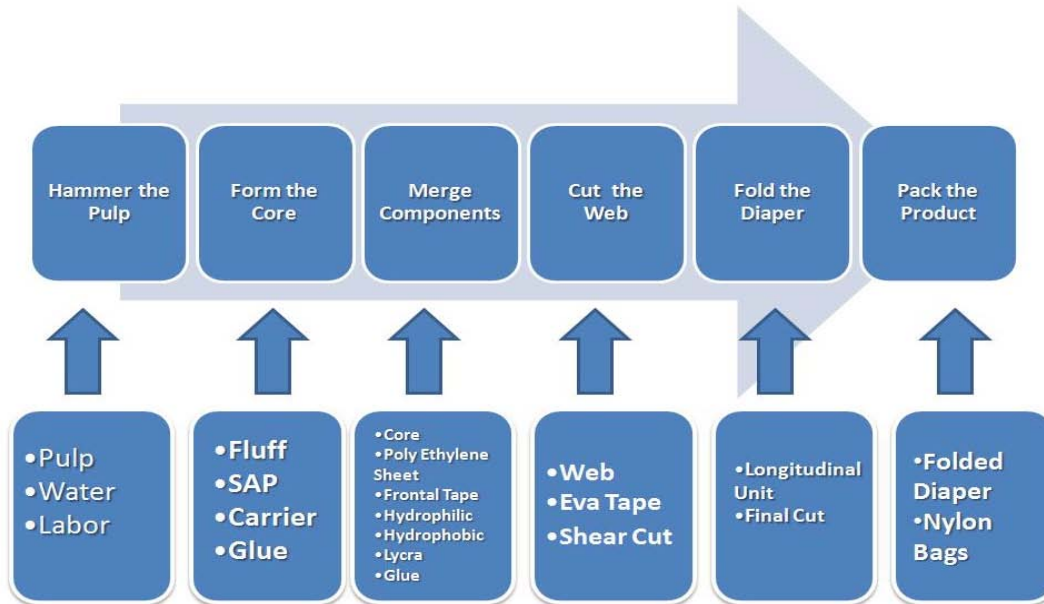 Hammer the
Pulp
Form the
Core
Merge
Components
Cut the
Web
Fold the
Diaper
Pack the
Product
•Pulp
•Water
•Labor
•Fluff
•SAP
•Carrier
•Glue
•Core
•Poly Ethylene
Sheet
•Frontal Tape
•Hydrophilic
•Hydrophobic
•Lycra
•Glue
•Web
•Eva Tape
•Shear Cut
•Longitudinal
Unit
•Final Cut
•Folded
Diaper
•Nylon
Bags